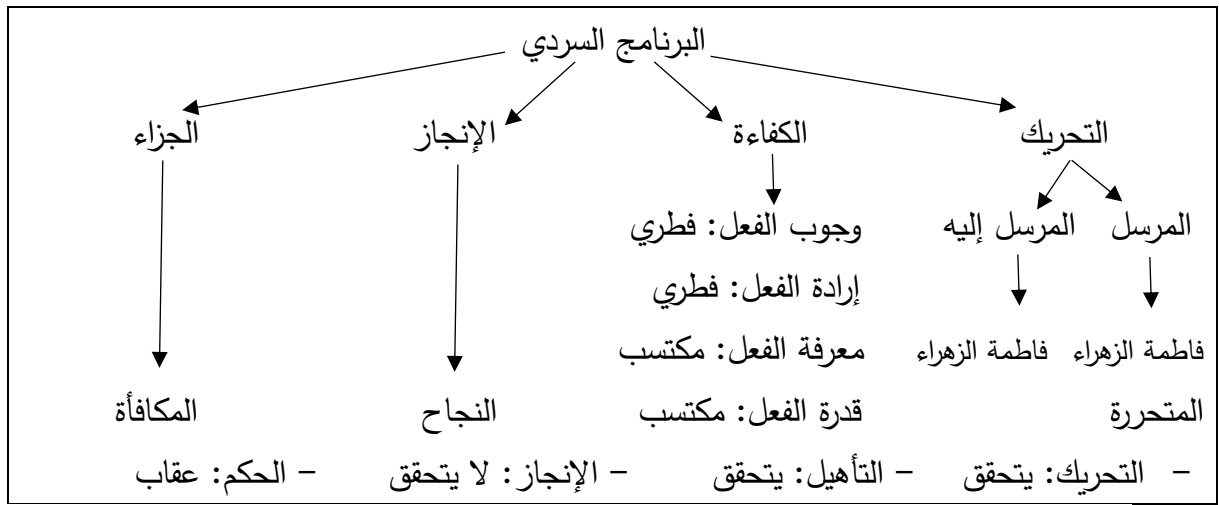 البرنامج السردي
التحريك الكفاءة الإنجاز الجزاء
المرسل المرسل إليه وجوب الفعل: فطري
إرادة الفعل: فطري
فاطمة الزهراء فاطمة الزهراء معرفة الفعل: مكتسب
المتحررة قدرة الفعل: مكتسب النجاح المكافأة
– التحريك: يتحقق – التأهيل: يتحقق – الإنجاز: لا يتحقق – الحكم: عقاب